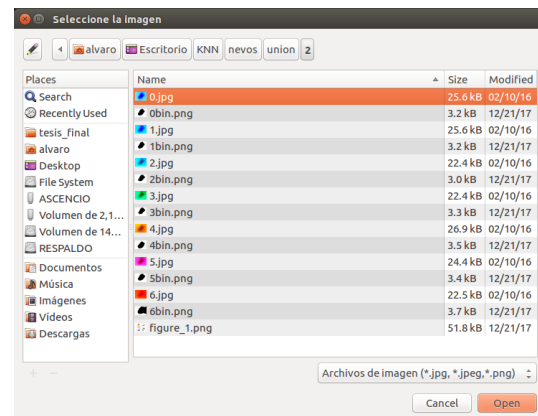 Seleccione la imagen
alvaro Escritorio KNN nevos union 2
Places Name Size Modified
Search 0.jpg 25.6 kB 02/10/16
Recently Used 0bin.png 3.2 kB 12/21/17
tesis_final 1.jpg 25.6 kB 02/10/16
alvaro 1bin.png 3.2 kB 12/21/17
Desktop 2.jpg 22.4 kB 02/10/16
File System 2bin.png 3.0 kB 12/21/17
ASCENCIO 3.jpg 22.4 kB 02/10/16
Volumen de 2,1... 3bin.png 3.3 kB 12/21/17
Volumen de 14... 4.jpg 26.9 kB 02/10/16
RESPALDO 4bin.png 3.5 kB 12/21/17
Documentos 5.jpg 24.4 kB 02/10/16
Música 5bin.png 3.4 kB 12/21/17
Imágenes 6.jpg 22.5 kB 02/10/16
Vídeos 6bin.png 3.7 kB 12/21/17
Descargas figure_1.png 51.8 kB 12/21/17
Archivos de imagen (*.jpg, *.jpeg,*.png)
Cancel Open